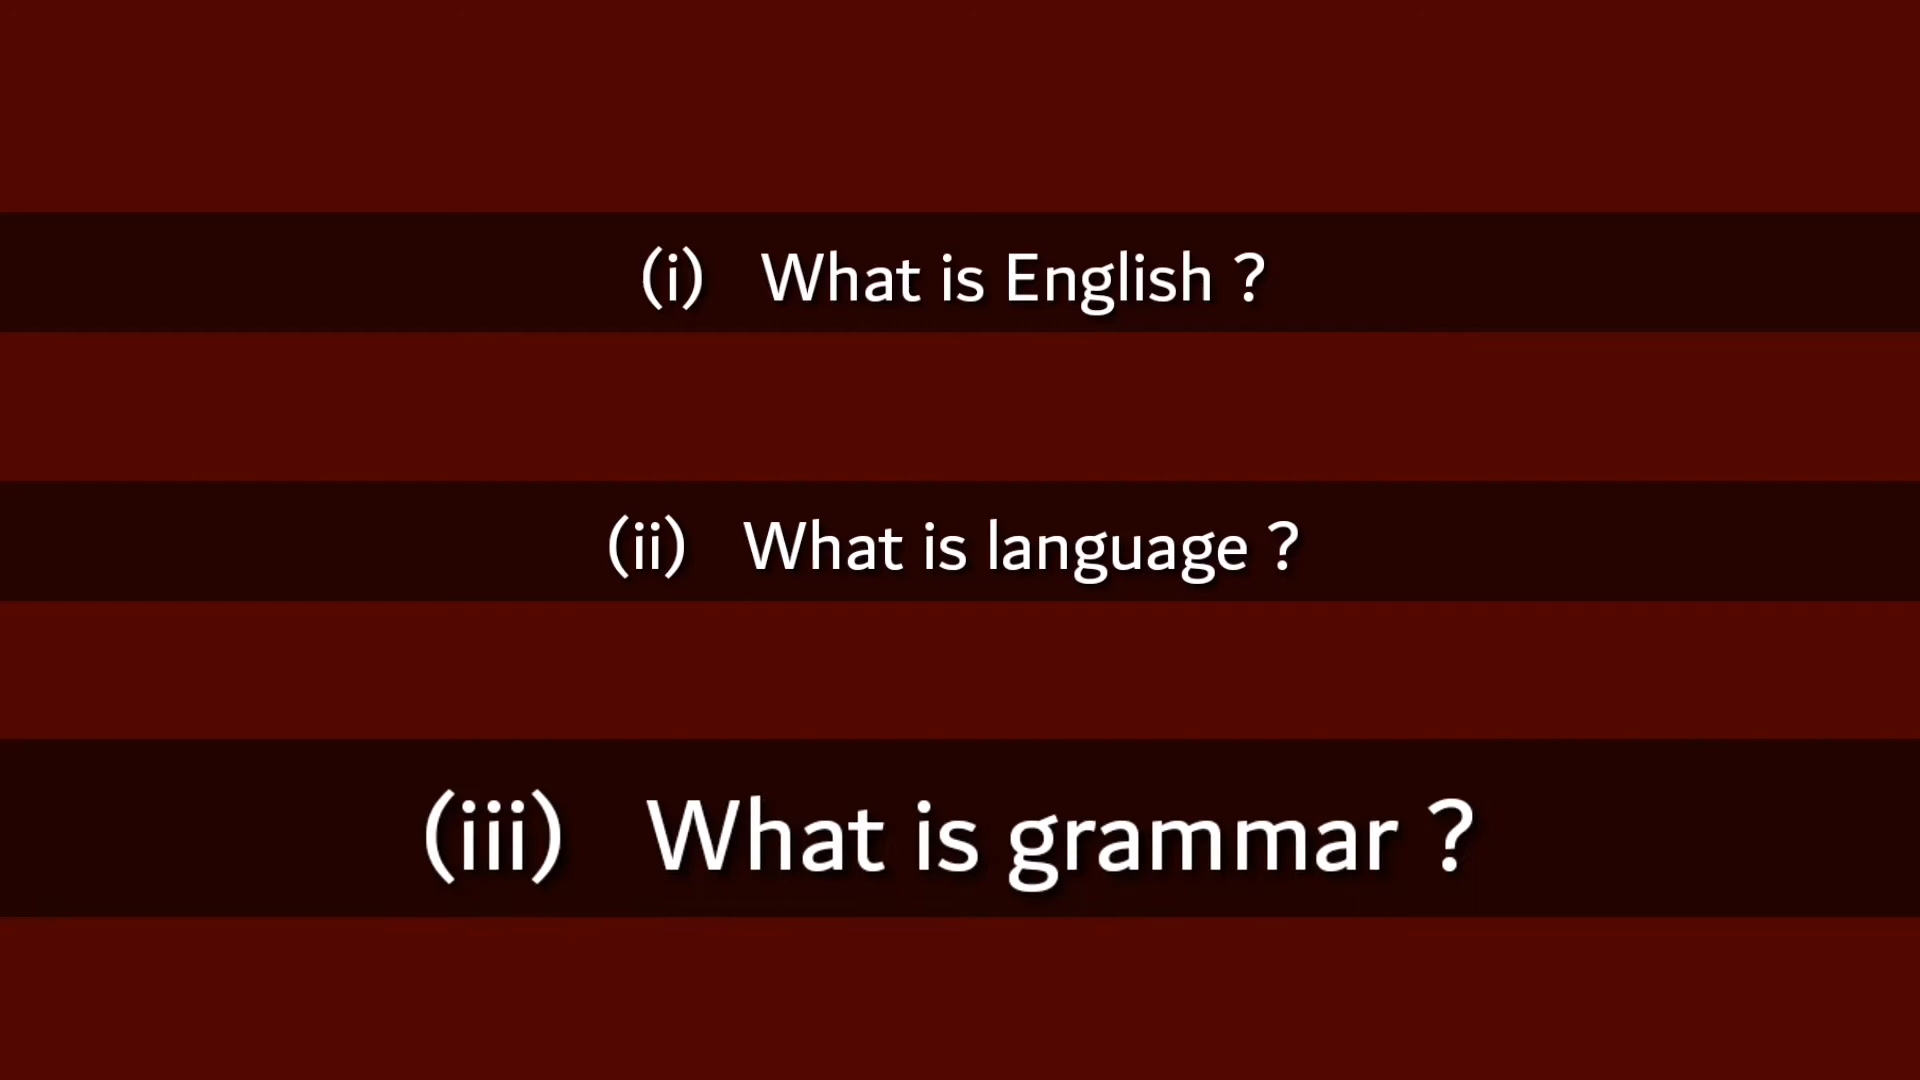 (i) What is English ?
(ii) What is language ?
(iii) What is grammar ?